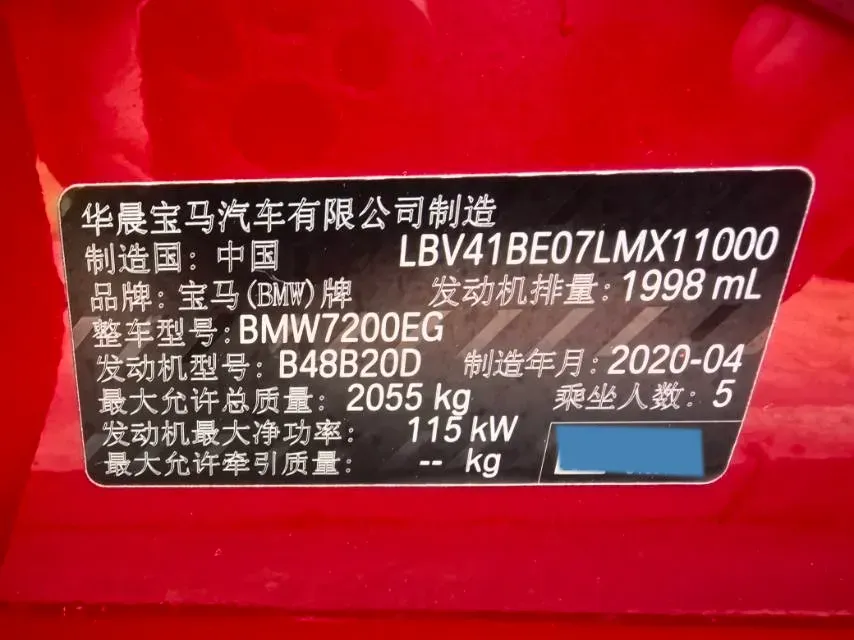 华晨宝马汽车有限公司制造
制造国：中国 LBV41BE07LMX11000
品牌：宝马(BMW)牌 发动机排量：1998 mL
整车型号：BMW7200EG
发动机型号：B48B20D 制造年月：2020-04
最大允许总质量：2055 kg 乘坐人数：5
发动机最大净功率：115 kW
最大允许牵引质量：-- kg